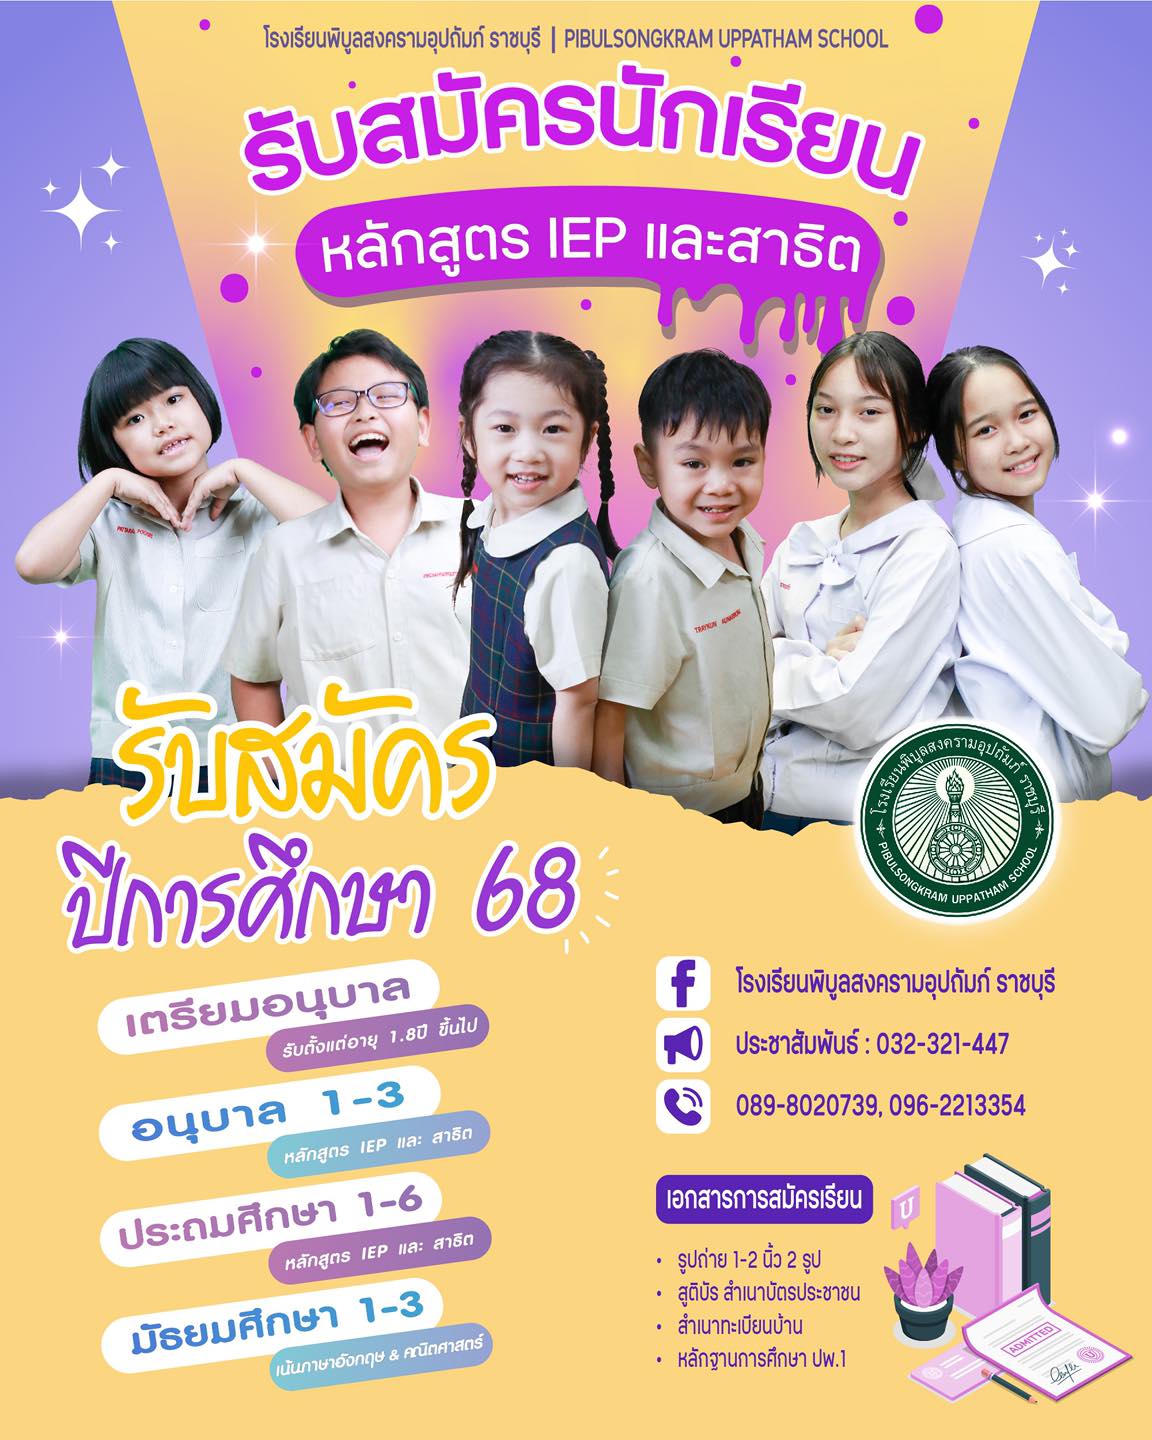 โรงเรียนพิบูลสงครามอุปถัมภ์ ราชบุรี | PIBULSONGKRAM UPPATHAM SCHOOL
รับสมัครนักเรียน
หลักสูตร IEP และสาธิต
TRAYKUN
รับสมัคร
ปีการศึกษา 68
โรงเรียนพิบูลสงครามอุปถัมภ์ ราชบุรี
PIBULSONGKRAM UPPATHAM SCHOOL
เตรียมอนุบาล
รับตั้งแต่อายุ 1.8ปี ขึ้นไป
อนุบาล 1-3
หลักสูตร IEP และ สาธิต
ประถมศึกษา 1-6
หลักสูตร IEP และ สาธิต
มัธยมศึกษา 1-3
เน้นภาษาอังกฤษ & คณิตศาสตร์
โรงเรียนพิบูลสงครามอุปถัมภ์ ราชบุรี
ประชาสัมพันธ์ : 032-321-447
089-8020739, 096-2213354
เอกสารการสมัครเรียน
• รูปถ่าย 1-2 นิ้ว 2 รูป
• สูติบัร สำเนาบัตรประชาชน
• สำเนาทะเบียนบ้าน
• หลักฐานการศึกษา ปพ.1
U
ADMITTED
U